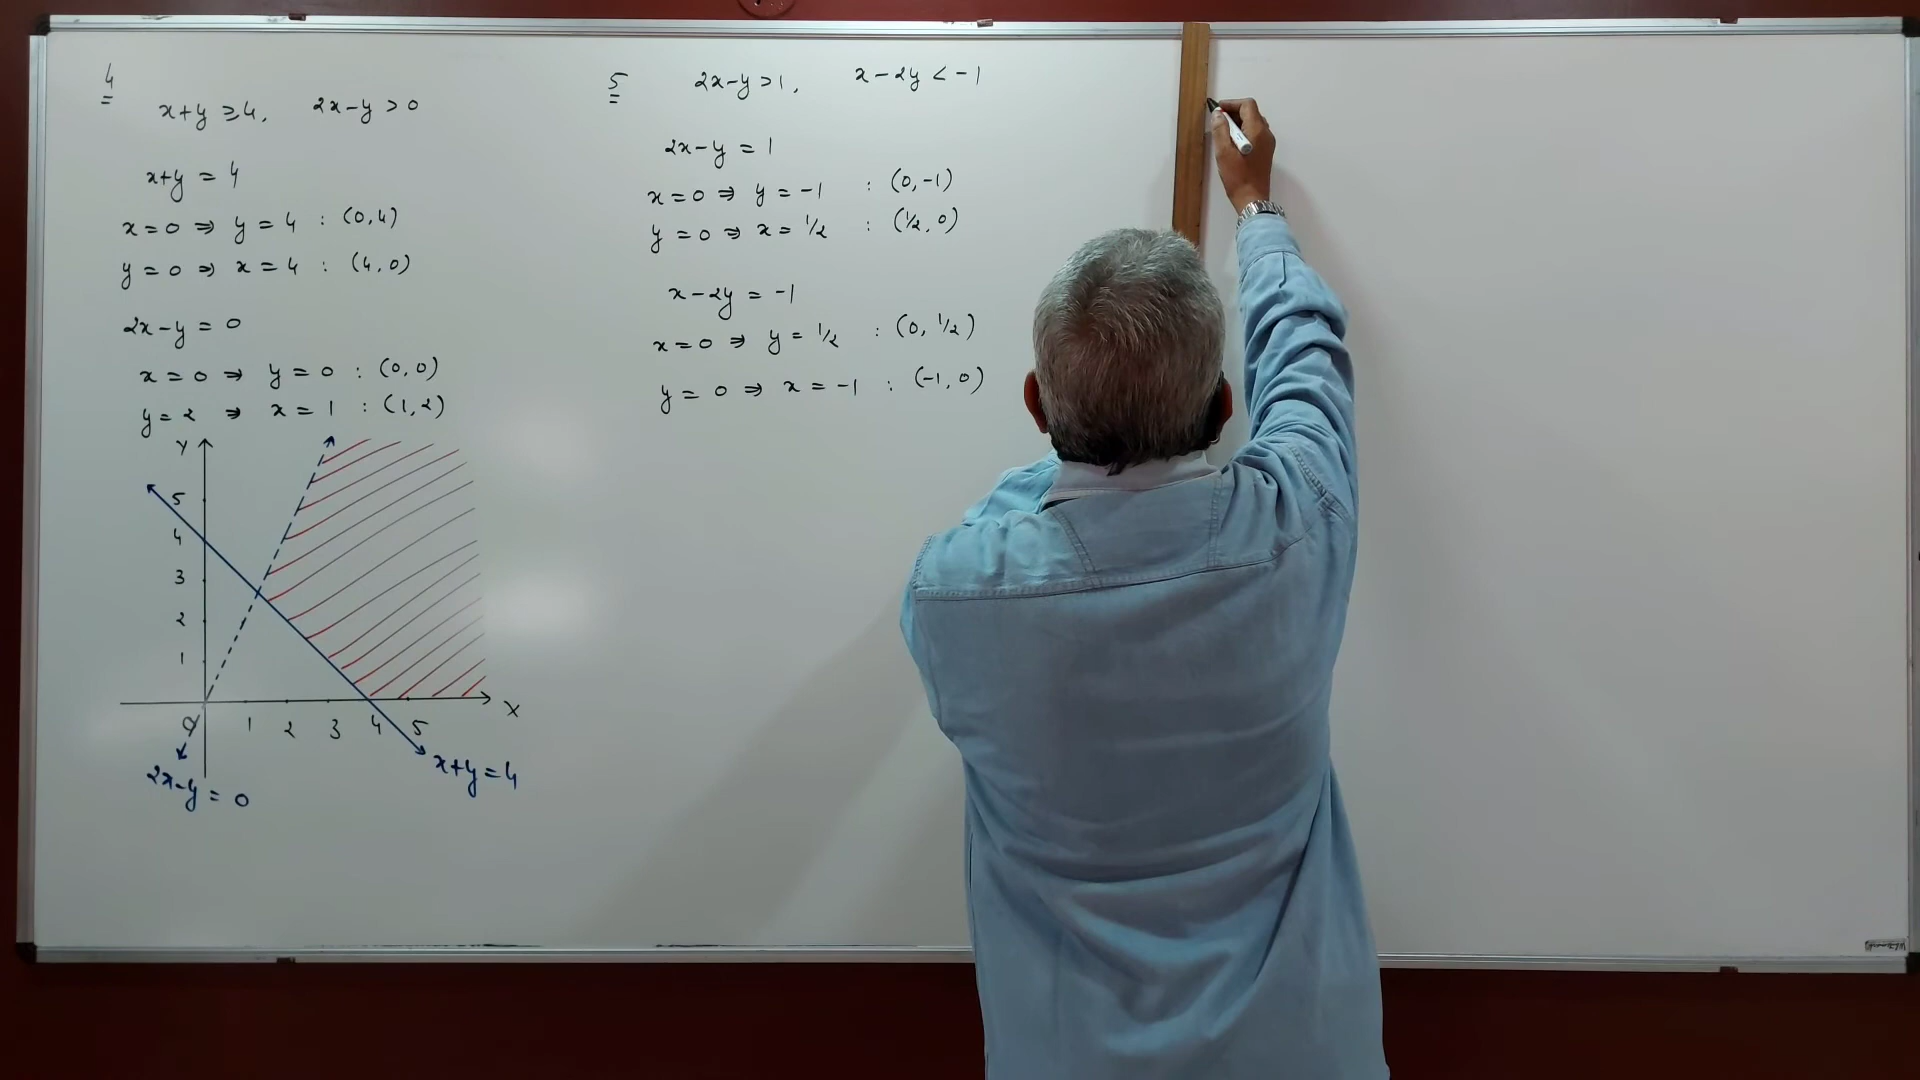 4
x+y ≥ 4, 2x-y > 0
x+y = 4
x=0 ⇒ y = 4 : (0,4)
y = 0 ⇒ x = 4 : (4,0)
2x-y = 0
x = 0 ⇒ y = 0 : (0,0)
y = 2 ⇒ x = 1 : (1,2)
Y
5
4
3
2
1
O 1 2 3 4 5 X
2x-y = 0
x+y = 4
5
2x-y > 1, x-2y < -1
2x-y = 1
x=0 ⇒ y = -1 : (0,-1)
y = 0 ⇒ x = 1/2 : (1/2, 0)
x-2y = -1
x=0 ⇒ y = 1/2 : (0, 1/2)
y = 0 ⇒ x = -1 : (-1, 0)